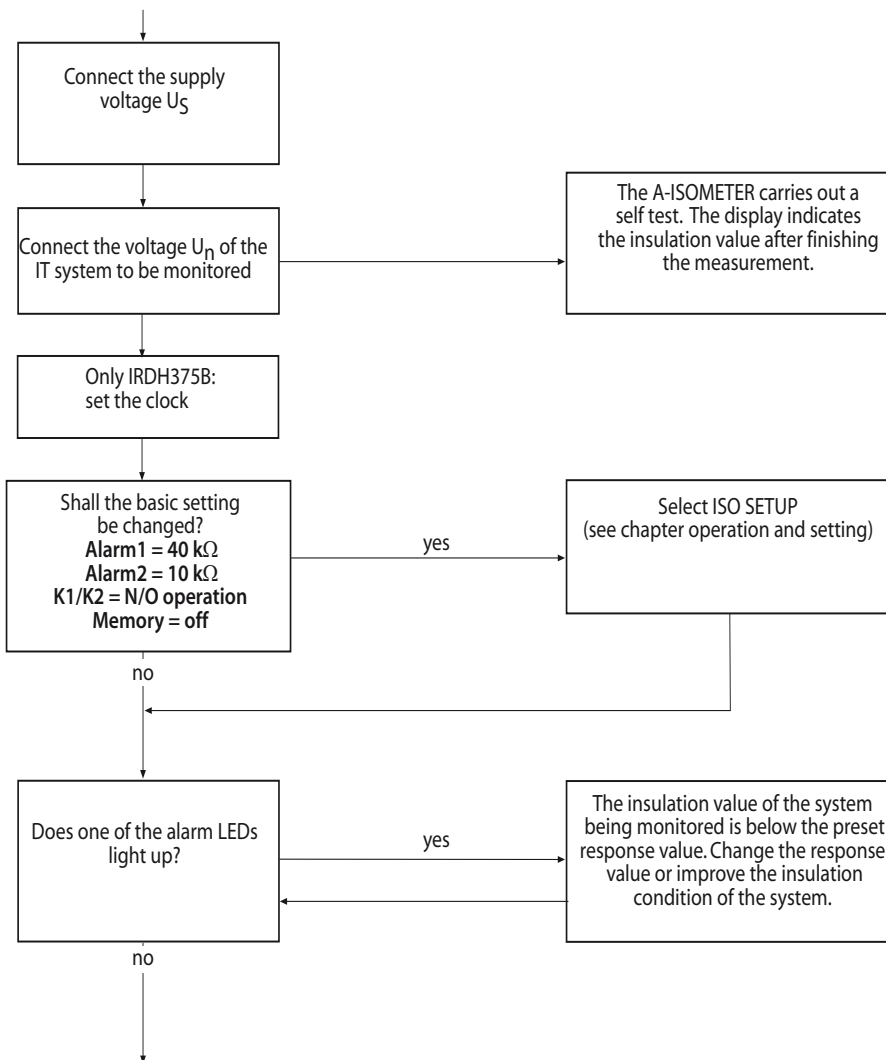 Connect the supply
voltage US
Connect the voltage Un of the
IT system to be monitored
The A-ISOMETER carries out a
self test. The display indicates
the insulation value after finishing
the measurement.
Only IRDH375B:
set the clock
Shall the basic setting
be changed?
Alarm1 = 40 kΩ
Alarm2 = 10 kΩ
K1/K2 = N/O operation
Memory = off
yes
Select ISO SETUP
(see chapter operation and setting)
no
Does one of the alarm LEDs
light up?
yes
The insulation value of the system
being monitored is below the preset
response value. Change the response
value or improve the insulation
condition of the system.
no